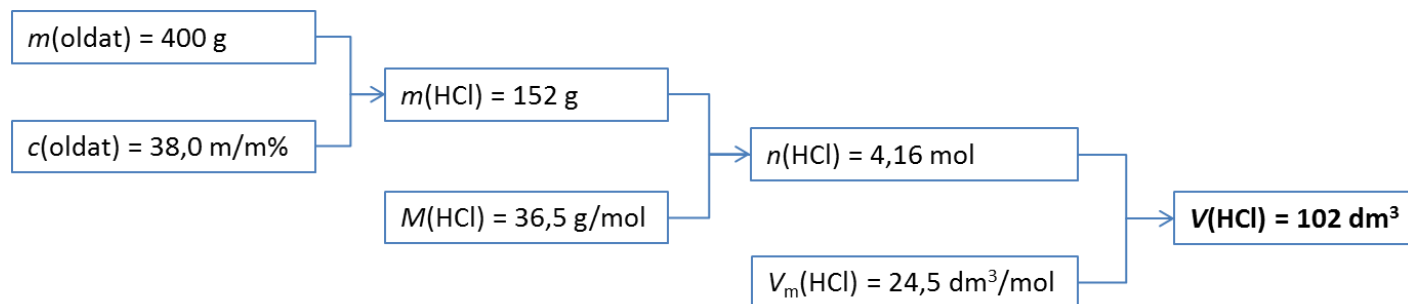 m(oldat) = 400 g
c(oldat) = 38,0 m/m%
m(HCl) = 152 g
M(HCl) = 36,5 g/mol
n(HCl) = 4,16 mol
Vₘ(HCl) = 24,5 dm³/mol
V(HCl) = 102 dm³